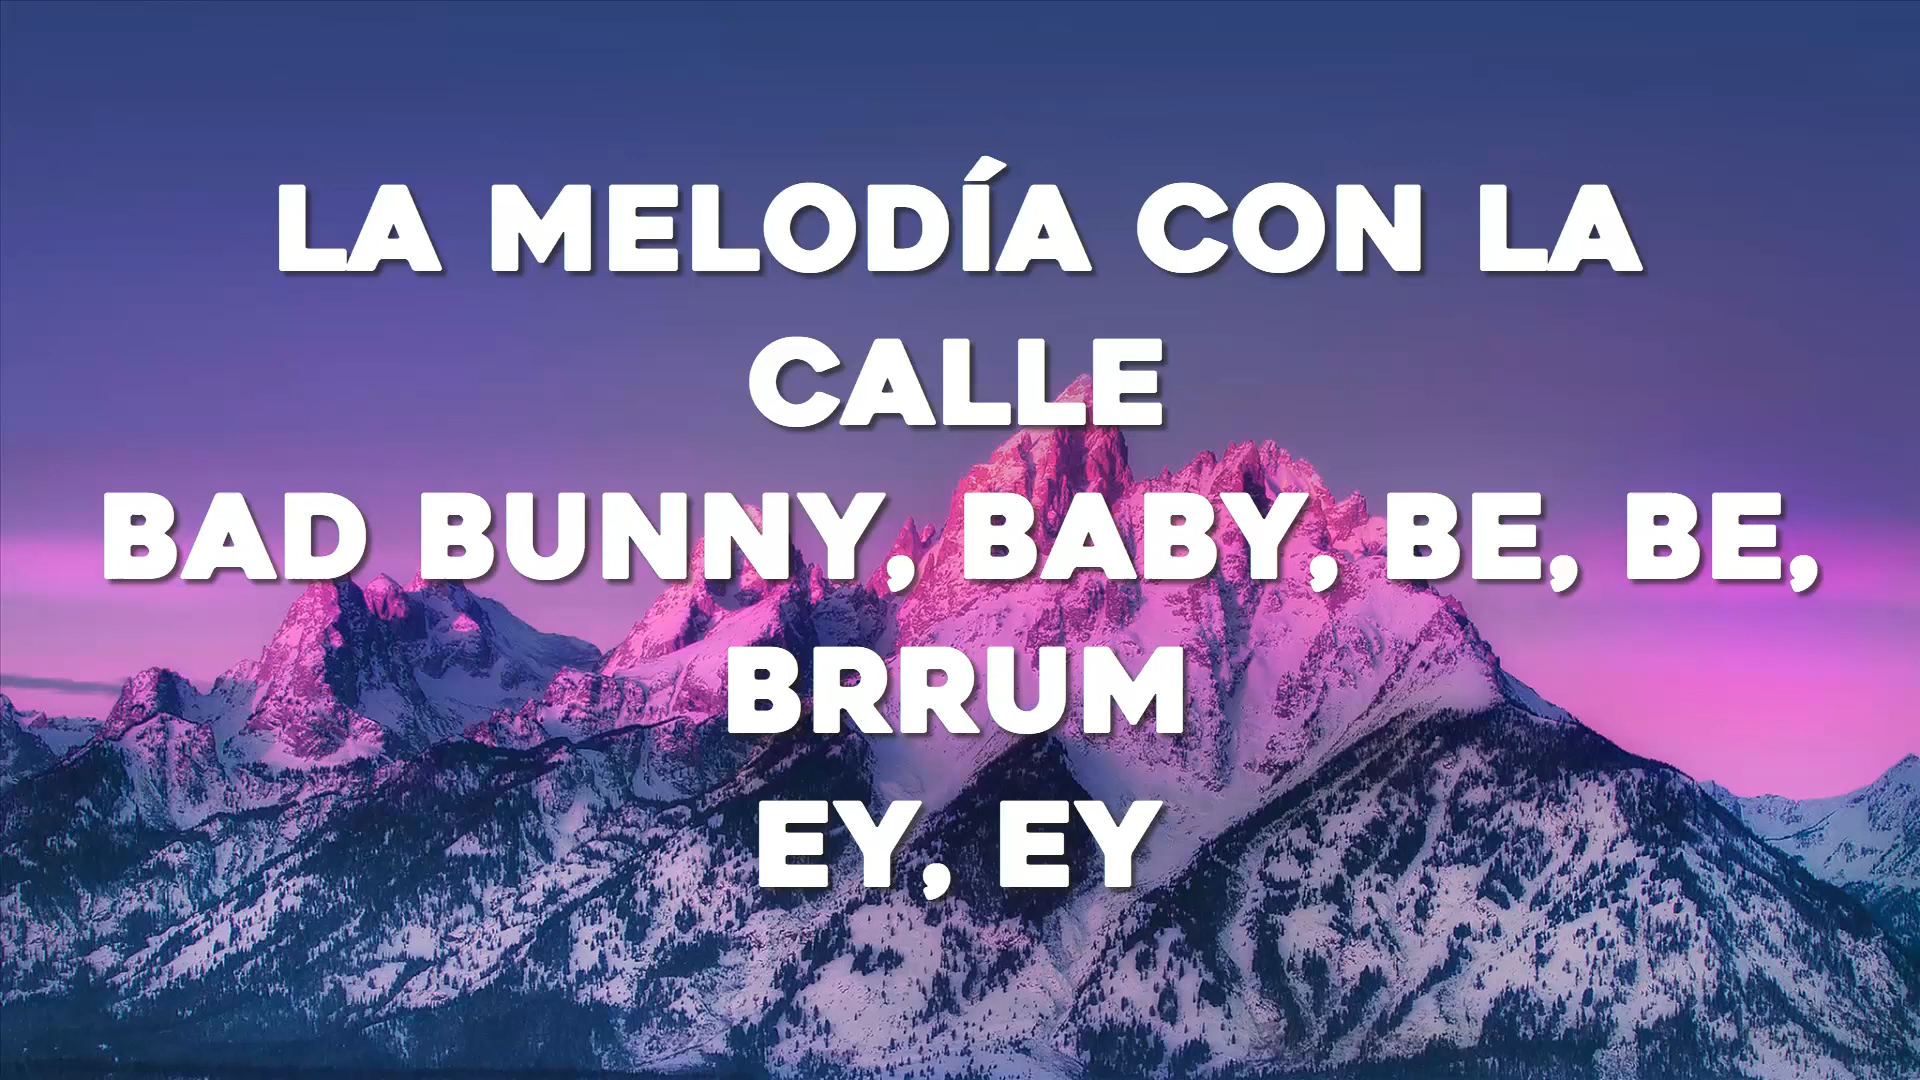 LA MELODÍA CON LA
CALLE
BAD BUNNY, BABY, BE, BE,
BRRUM
EY, EY